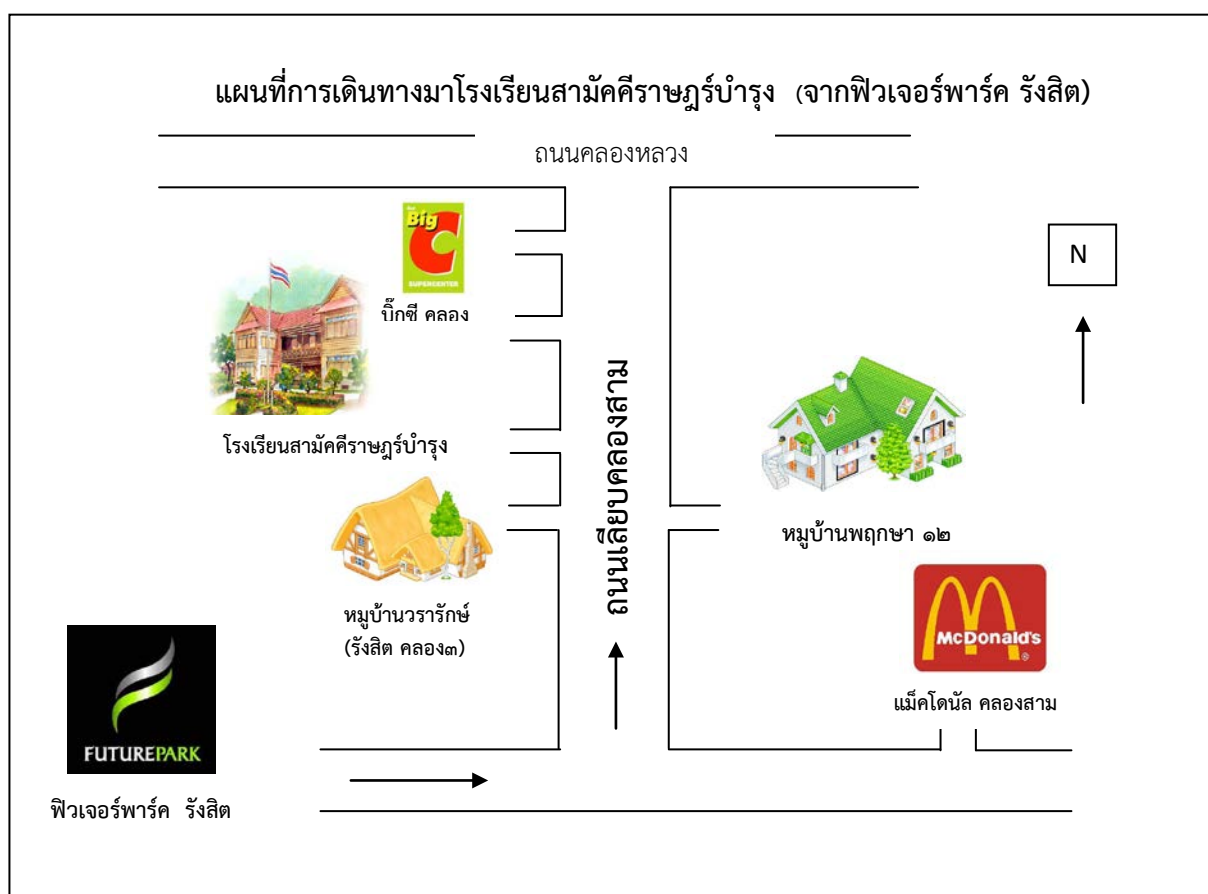 แผนที่การเดินทางมาโรงเรียนสามัคคีราษฎร์บำรุง (จากฟิวเจอร์พาร์ค รังสิต)
ถนนคลองหลวง
Big
C
SUPERCENTER
บิ๊กซี คลอง
N
โรงเรียนสามัคคีราษฎร์บำรุง
ถนนเลียบคลองสาม
หมู่บ้านพฤกษา ๑๒
หมู่บ้านวรารักษ์
(รังสิต คลอง๓)
McDonald's
®
แม็คโดนัล คลองสาม
FUTUREPARK
ฟิวเจอร์พาร์ค รังสิต